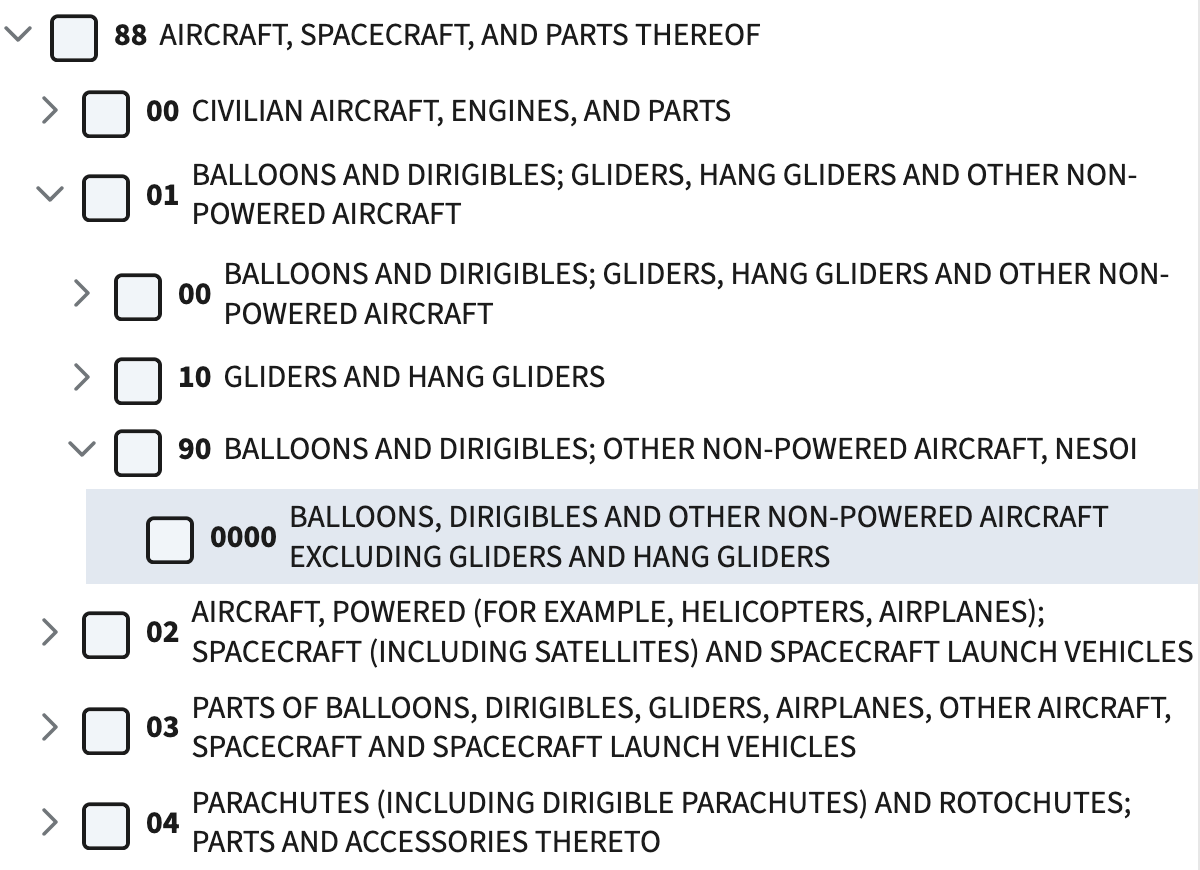 88 AIRCRAFT, SPACECRAFT, AND PARTS THEREOF
00 CIVILIAN AIRCRAFT, ENGINES, AND PARTS
01 BALLOONS AND DIRIGIBLES; GLIDERS, HANG GLIDERS AND OTHER NON-
POWERED AIRCRAFT
00 BALLOONS AND DIRIGIBLES; GLIDERS, HANG GLIDERS AND OTHER NON-
POWERED AIRCRAFT
10 GLIDERS AND HANG GLIDERS
90 BALLOONS AND DIRIGIBLES; OTHER NON-POWERED AIRCRAFT, NESOI
0000 BALLOONS, DIRIGIBLES AND OTHER NON-POWERED AIRCRAFT
EXCLUDING GLIDERS AND HANG GLIDERS
02 AIRCRAFT, POWERED (FOR EXAMPLE, HELICOPTERS, AIRPLANES);
SPACECRAFT (INCLUDING SATELLITES) AND SPACECRAFT LAUNCH VEHICLES
03 PARTS OF BALLOONS, DIRIGIBLES, GLIDERS, AIRPLANES, OTHER AIRCRAFT,
SPACECRAFT AND SPACECRAFT LAUNCH VEHICLES
04 PARACHUTES (INCLUDING DIRIGIBLE PARACHUTES) AND ROTOCHUTES;
PARTS AND ACCESSORIES THERETO